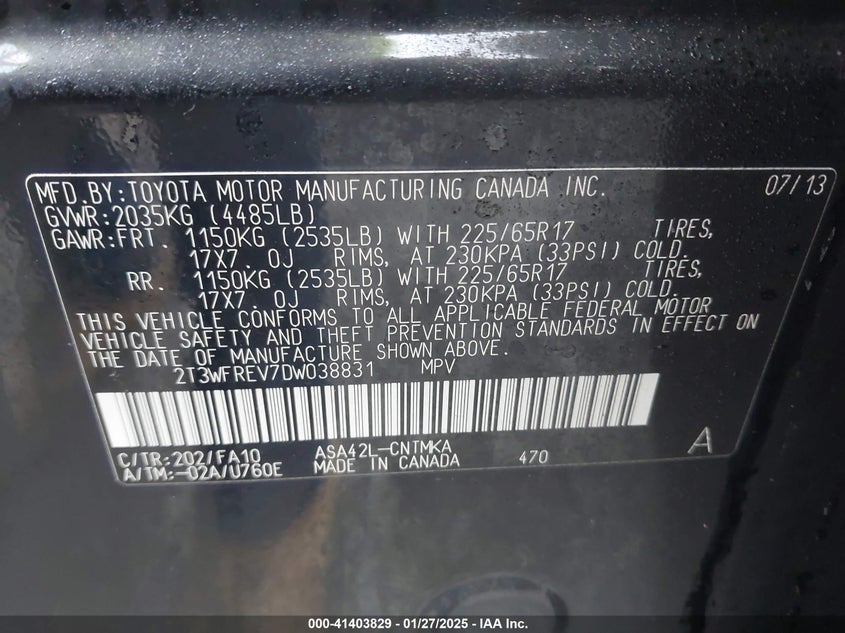 MFD.BY:TOYOTA MOTOR MANUFACTURING CANADA INC. 07/13
GVWR:2035KG (4485LB)
GAWR:FRT. 1150KG (2535LB) WITH 225/65R17 TIRES,
17X7.0J RIMS, AT 230KPA (33PSI) COLD.
RR. 1150KG (2535LB) WITH 225/65R17 TIRES,
17X7.0J RIMS, AT 230KPA (33PSI) COLD.
THIS VEHICLE CONFORMS TO ALL APPLICABLE FEDERAL MOTOR
VEHICLE SAFETY AND THEFT PREVENTION STANDARDS IN EFFECT ON
THE DATE OF MANUFACTURE SHOWN ABOVE.
2T3WFREV7DW038831 MPV
C/TR:202/FA10 ASA42L-CNTMKA A
A/TM:-02A/U760E MADE IN CANADA 470
000-41403829 - 01/27/2025 - IAA Inc.